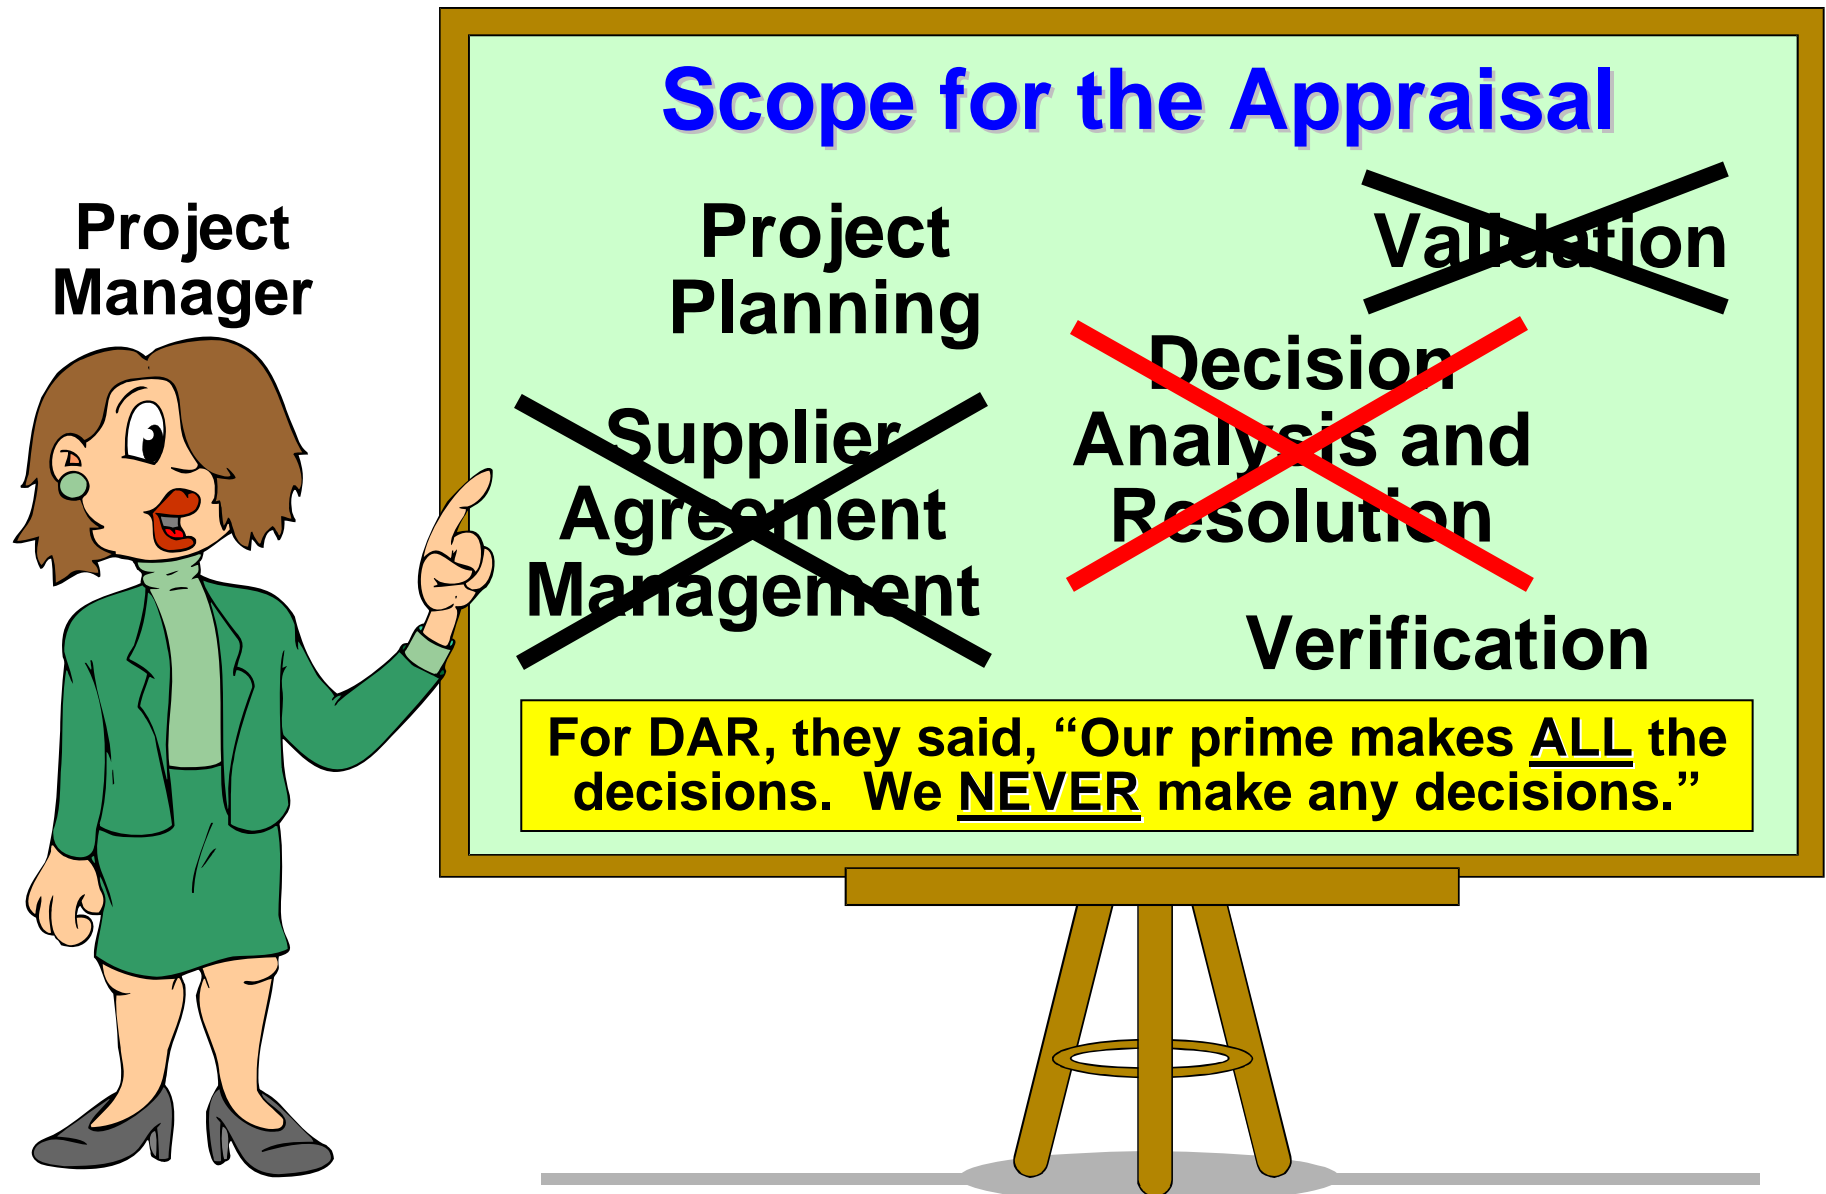 Scope for the Appraisal
Project
Manager
Project
Planning
Validation
Supplier
Agreement
Management
Decision
Analysis and
Resolution
Verification
For DAR, they said, “Our prime makes ALL the
decisions.  We NEVER make any decisions.”